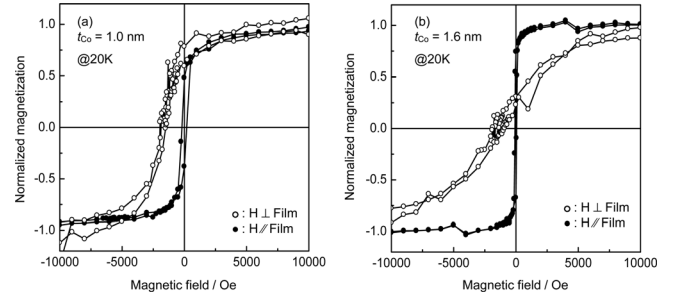 (a)
t_Co = 1.0 nm
@20K
1.0
0.5
0.0
-0.5
-1.0
-10000 -5000 0 5000 10000
Normalized magnetization
Magnetic field / Oe
○ : H ⊥ Film
● : H // Film
(b)
t_Co = 1.6 nm
@20K
1.0
0.5
0.0
-0.5
-1.0
-10000 -5000 0 5000 10000
Normalized magnetization
Magnetic field / Oe
○ : H ⊥ Film
● : H // Film